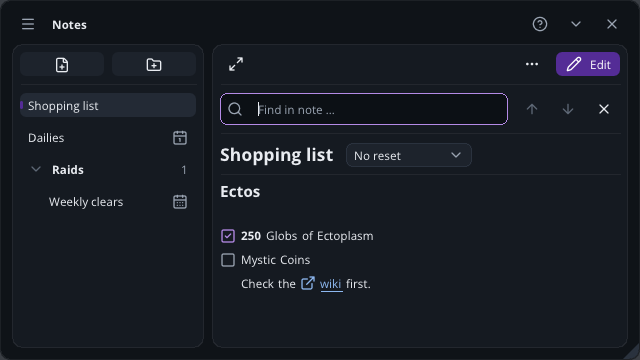 Notes
Edit
Shopping list
Find in note ...
Dailies
1
Shopping list
No reset
Raids
1
Ectos
Weekly clears
250 Globs of Ectoplasm
Mystic Coins
Check the wiki first.